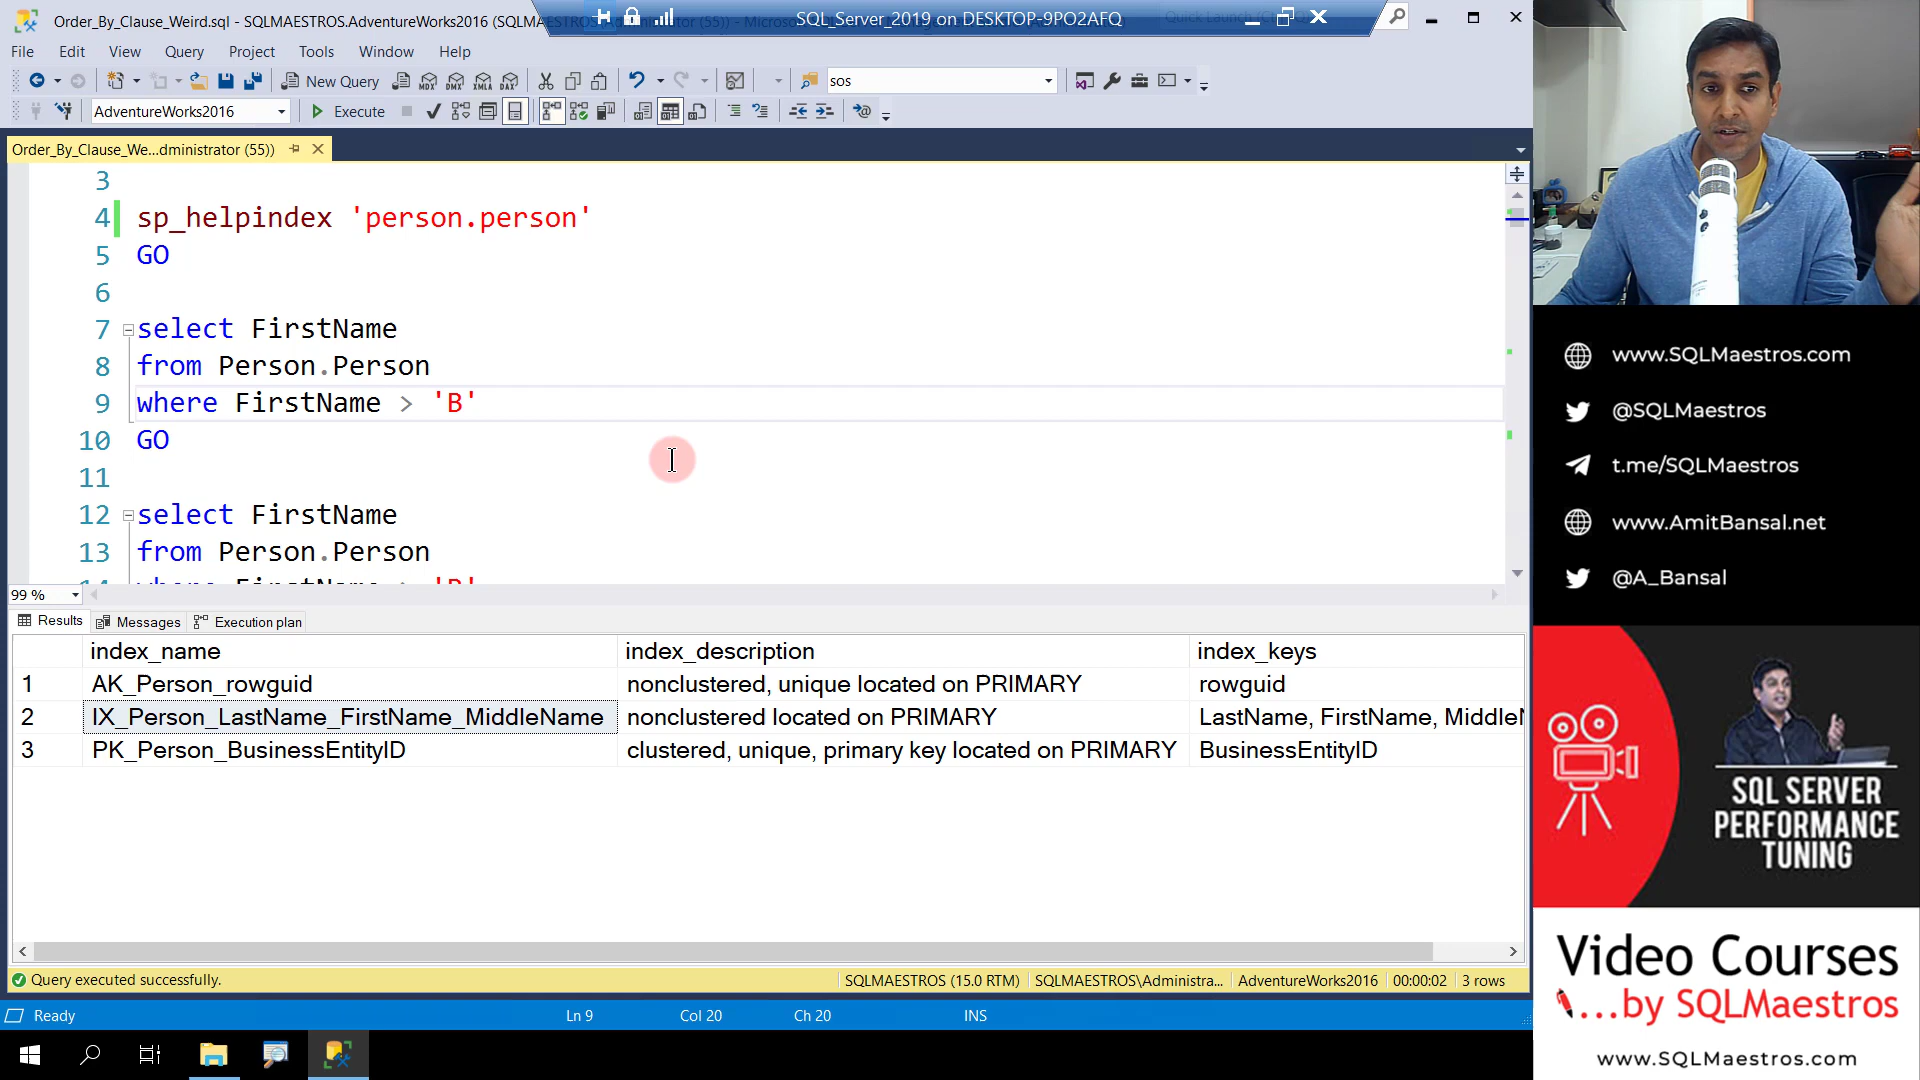 Order_By_Clause_Weird.sql - SQLMAESTROS.AdventureWorks2016 (SQLMAESTROS
SQL_Server_2019 on DESKTOP-9PO2AFQ
File Edit View Query Project Tools Window Help
New Query
MDX DMX XMLA DAX
sos
AdventureWorks2016
Execute
Order_By_Clause_We...dministrator (55))
3
4 sp_helpindex 'person.person'
5 GO
6
7 select FirstName
8 from Person.Person
9 where FirstName > 'B'
10 GO
11
12 select FirstName
13 from Person.Person
99 %
Results Messages Execution plan
index_name index_description index_keys
1 AK_Person_rowguid nonclustered, unique located on PRIMARY rowguid
2 IX_Person_LastName_FirstName_MiddleName nonclustered located on PRIMARY LastName, FirstName, MiddleN
3 PK_Person_BusinessEntityID clustered, unique, primary key located on PRIMARY BusinessEntityID
Query executed successfully.
SQLMAESTROS (15.0 RTM) SQLMAESTROS\Administra... AdventureWorks2016 00:00:02 3 rows
Ready Ln 9 Col 20 Ch 20 INS
www.SQLMaestros.com
@SQLMaestros
t.me/SQLMaestros
www.AmitBansal.net
@A_Bansal
SQL SERVER
PERFORMANCE
TUNING
Video Courses
...by SQLMaestros
www.SQLMaestros.com